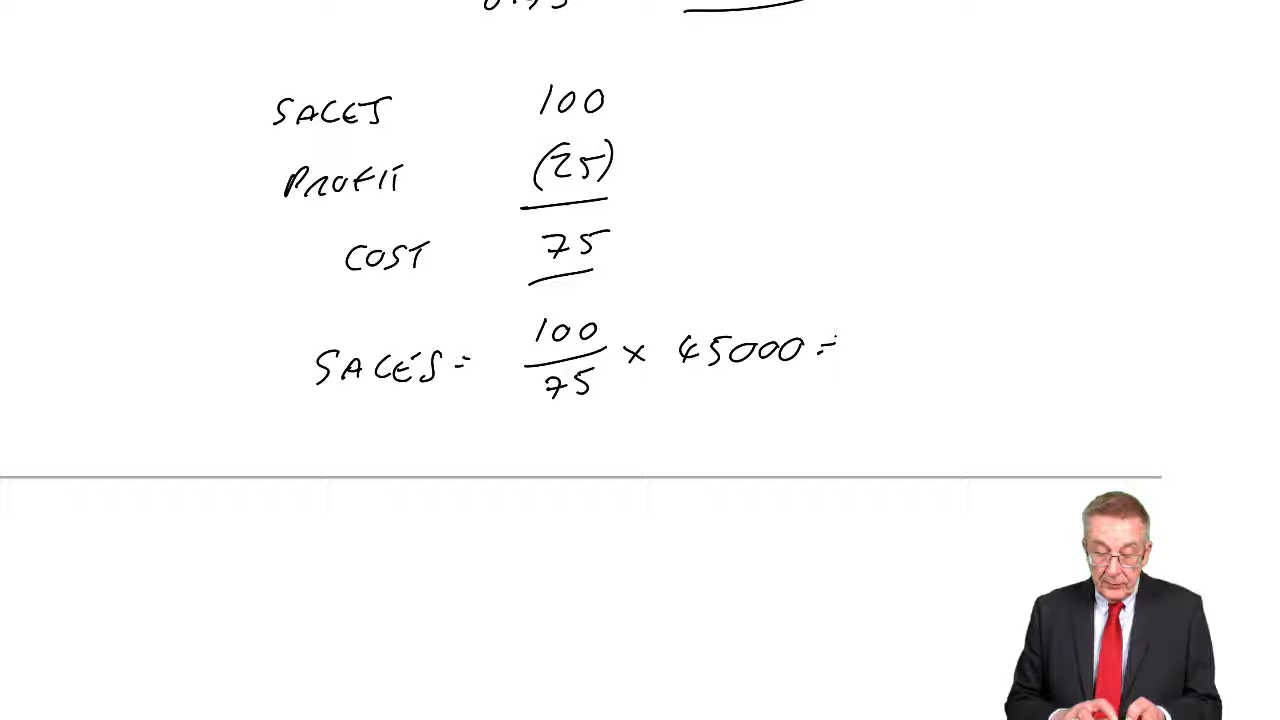 SALES 100
PROFIT (25)
COST 75
SALES = 100/75 × 45000 =